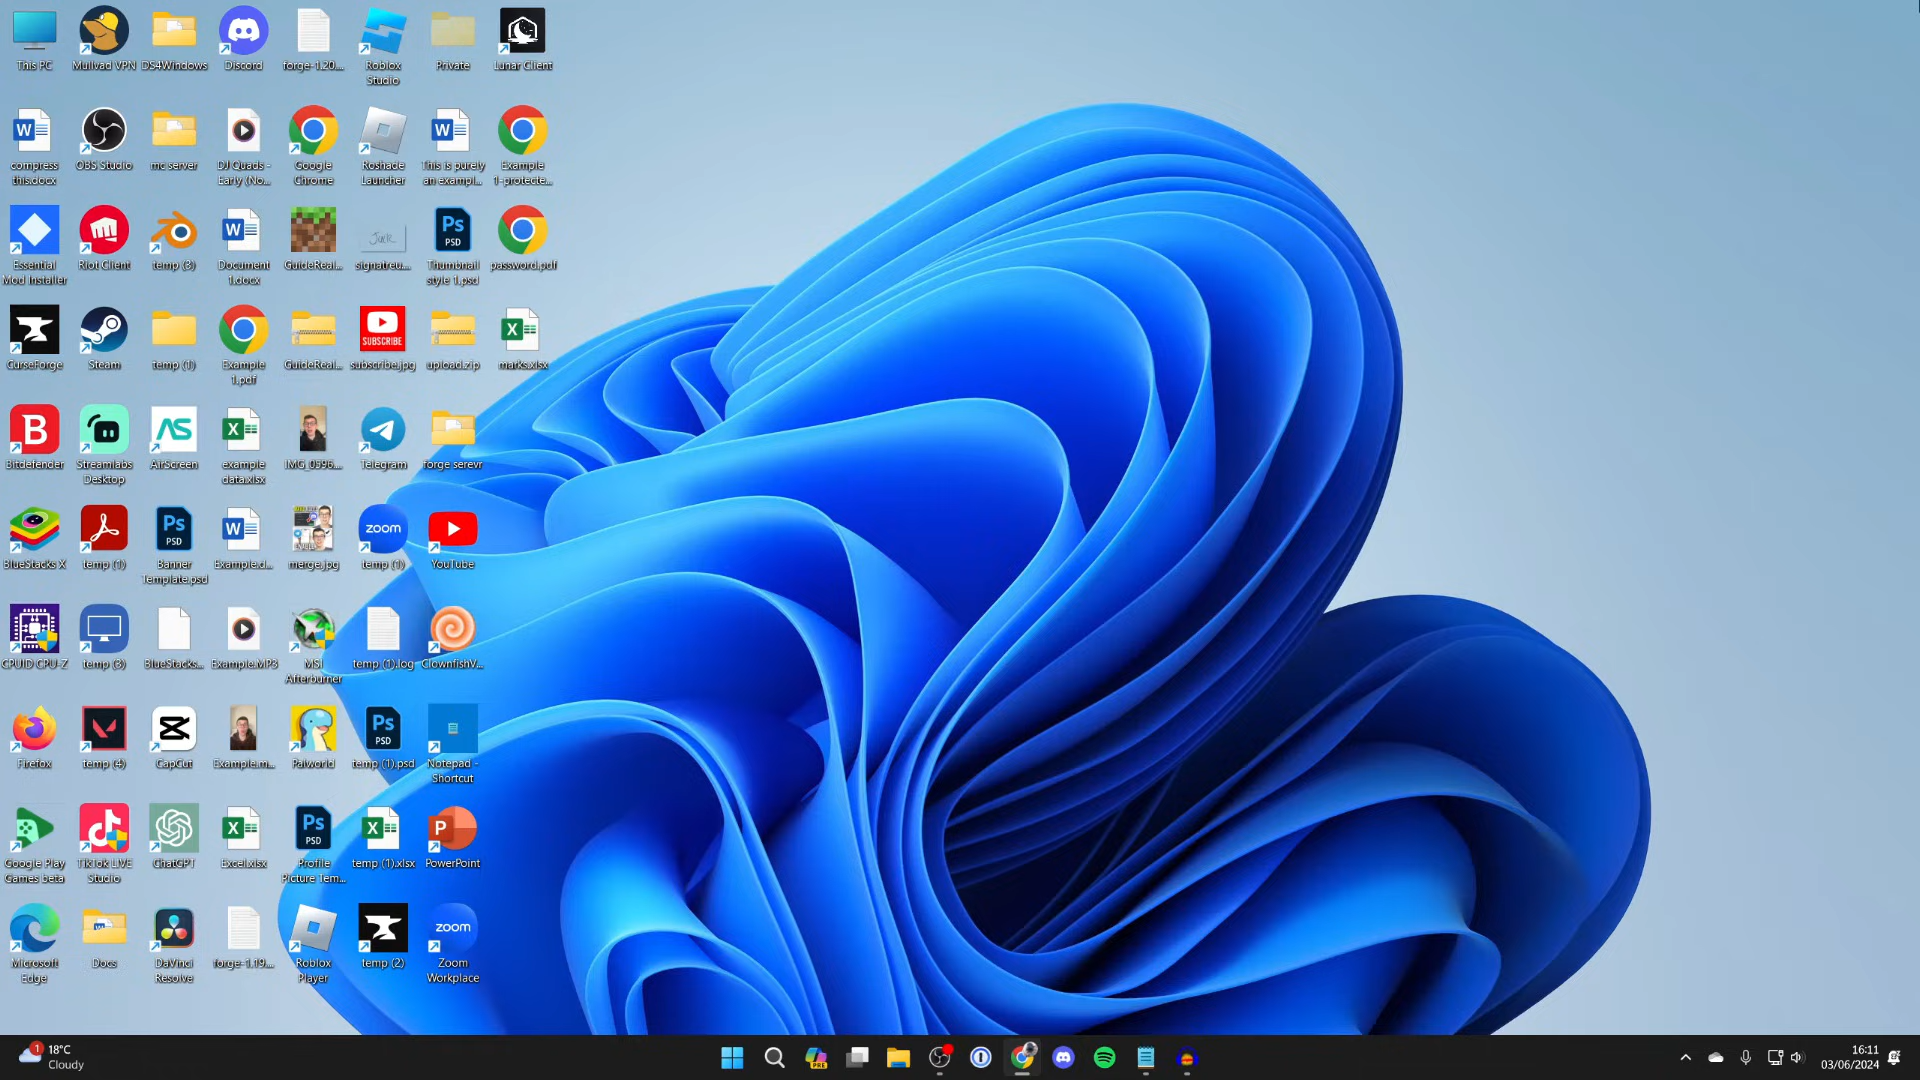 This PC
Mullvad VPN
DS4Windows
Discord
forge-1.20...
Roblox
Studio
Private
Lunar Client
compress
this.docx
OBS Studio
mc server
DJ Quads -
Early (No...
Google
Chrome
Roshade
Launcher
This is purely
an exampl...
Example
1-protecte...
Essential
Mod Installer
Riot Client
temp (3)
Document
1.docx
GuideReal...
Jack
signatreu...
PS
PSD
Thumbnail
style 1.psd
password.pdf
CurseForge
Steam
temp (1)
Example
1.pdf
GuideReal...
SUBSCRIBE
subscribe.jpg
upload.zip
marks.xlsx
Bitdefender
Streamlabs
Desktop
AirScreen
example
data.xlsx
IMG_0596...
Telegram
forge serevr
BlueStacks X
temp (1)
Ps
PSD
Banner
Template.psd
Example.d...
merge.jpg
zoom
temp (1)
YouTube
CPUID CPU-Z
temp (3)
BlueStacks...
Example.MP3
MSI
Afterburner
temp (1).log
ClownfishV...
Firefox
temp (4)
CapCut
Example.m...
Palworld
Ps
PSD
temp (1).psd
Notepad -
Shortcut
Google Play
Games beta
TikTok LIVE
Studio
ChatGPT
Excel.xlsx
Ps
PSD
Profile
Picture Tem...
temp (1).xlsx
PowerPoint
Microsoft
Edge
Docs
DaVinci
Resolve
forge-1.19...
Roblox
Player
temp (2)
zoom
Zoom
Workplace
1
18°C
Cloudy
PRE
16:11
03/06/2024